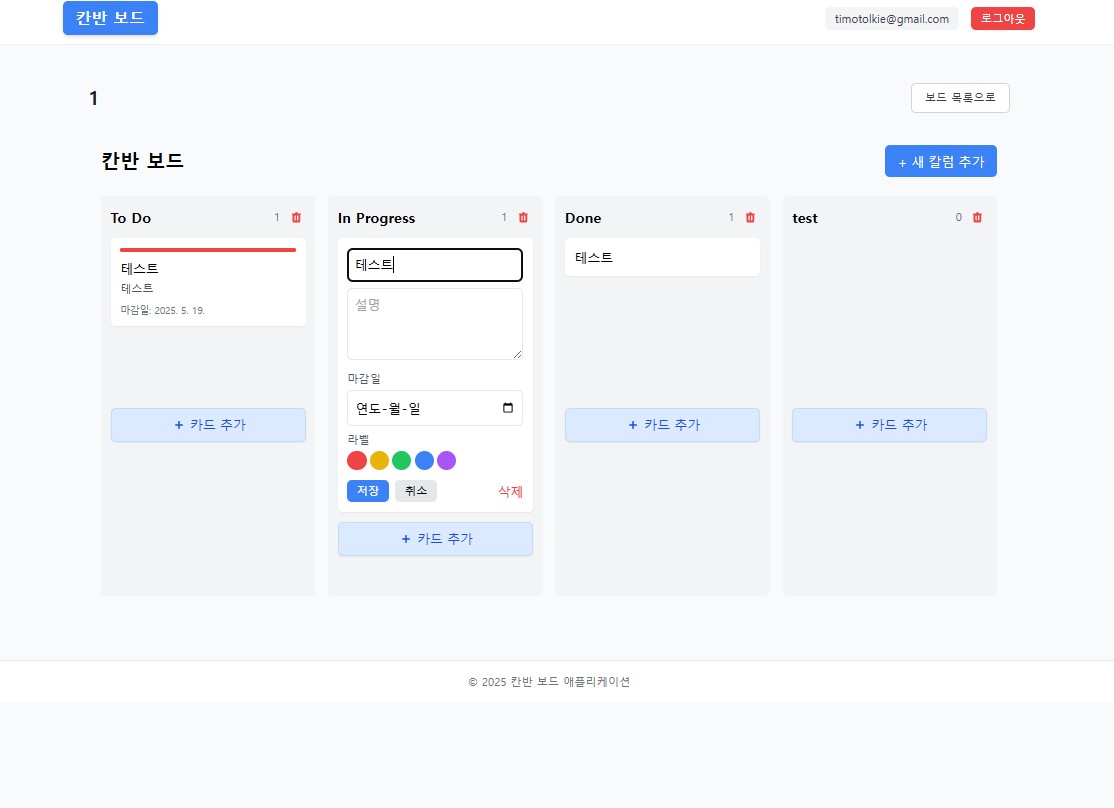 칸반 보드
timotolkie@gmail.com
로그아웃
1
보드 목록으로
칸반 보드
+ 새 칼럼 추가
To Do
1
테스트
테스트
마감일: 2025. 5. 19.
+ 카드 추가
In Progress
1
테스트
설명
마감일
연도-월-일
라벨
저장
취소
삭제
+ 카드 추가
Done
1
테스트
+ 카드 추가
test
0
+ 카드 추가
© 2025 칸반 보드 애플리케이션